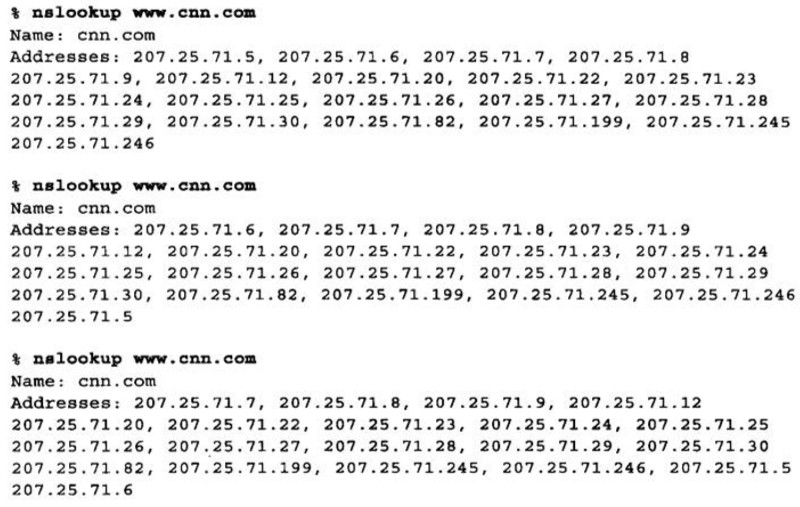 % nslookup www.cnn.com
Name: cnn.com
Addresses: 207.25.71.5, 207.25.71.6, 207.25.71.7, 207.25.71.8
207.25.71.9, 207.25.71.12, 207.25.71.20, 207.25.71.22, 207.25.71.23
207.25.71.24, 207.25.71.25, 207.25.71.26, 207.25.71.27, 207.25.71.28
207.25.71.29, 207.25.71.30, 207.25.71.82, 207.25.71.199, 207.25.71.245
207.25.71.246
% nslookup www.cnn.com
Name: cnn.com
Addresses: 207.25.71.6, 207.25.71.7, 207.25.71.8, 207.25.71.9
207.25.71.12, 207.25.71.20, 207.25.71.22, 207.25.71.23, 207.25.71.24
207.25.71.25, 207.25.71.26, 207.25.71.27, 207.25.71.28, 207.25.71.29
207.25.71.30, 207.25.71.82, 207.25.71.199, 207.25.71.245, 207.25.71.246
207.25.71.5
% nslookup www.cnn.com
Name: cnn.com
Addresses: 207.25.71.7, 207.25.71.8, 207.25.71.9, 207.25.71.12
207.25.71.20, 207.25.71.22, 207.25.71.23, 207.25.71.24, 207.25.71.25
207.25.71.26, 207.25.71.27, 207.25.71.28, 207.25.71.29, 207.25.71.30
207.25.71.82, 207.25.71.199, 207.25.71.245, 207.25.71.246, 207.25.71.5
207.25.71.6